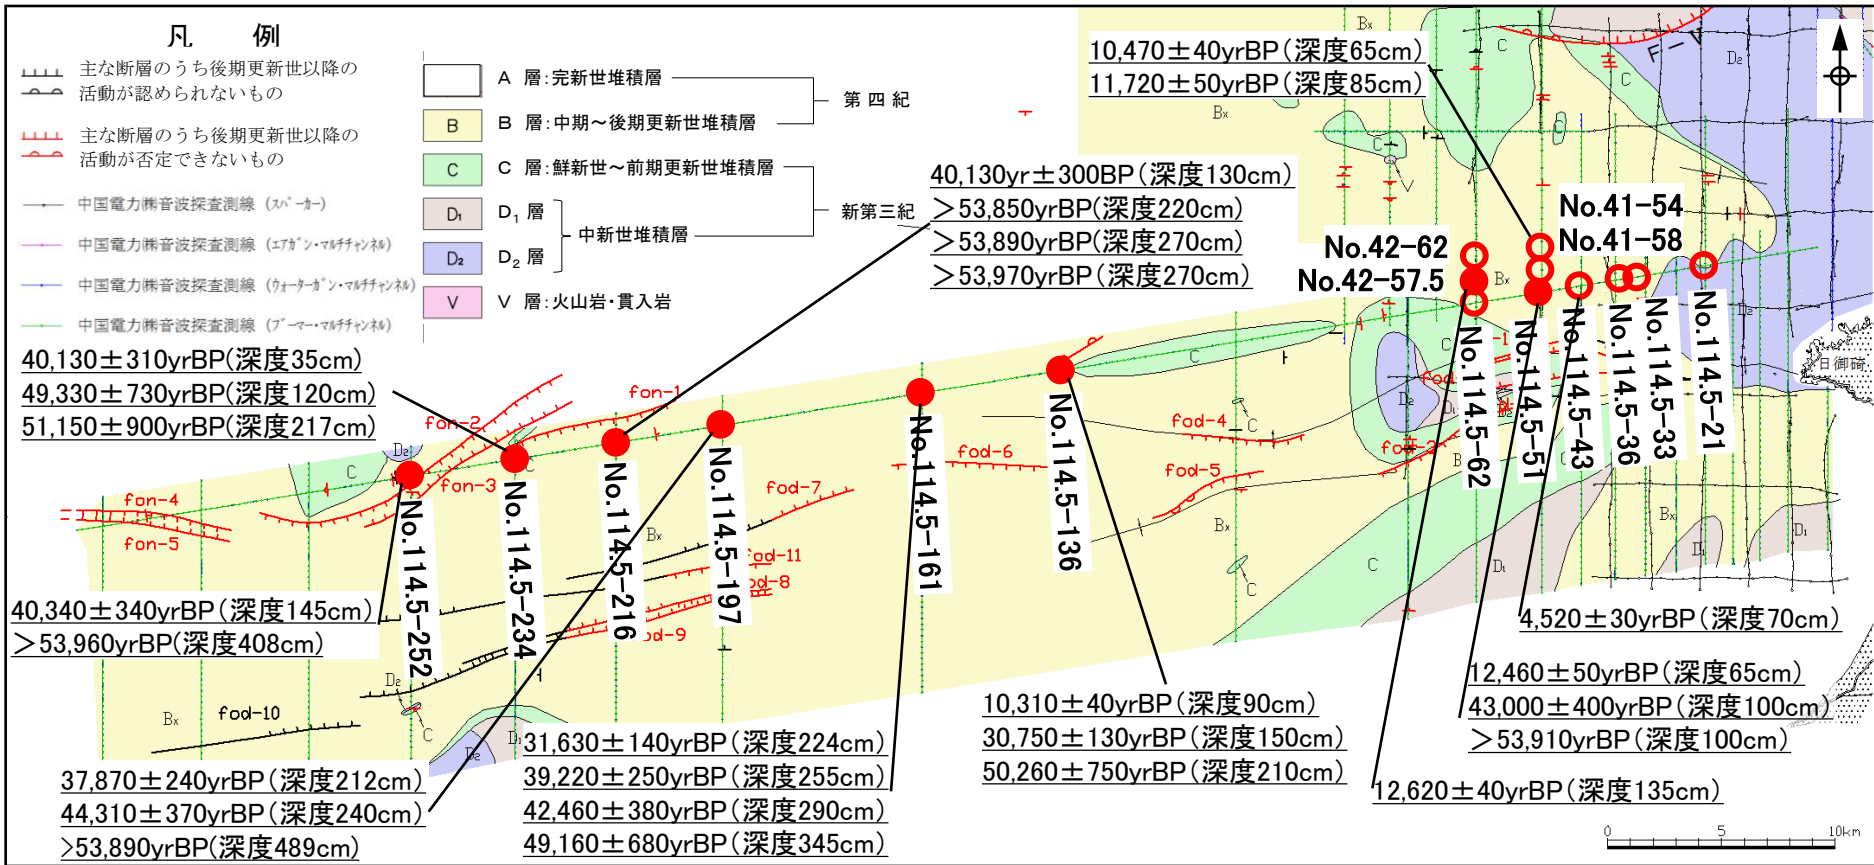 凡 例
主な断層のうち後期更新世以降の
活動が認められないもの
主な断層のうち後期更新世以降の
活動が否定できないもの
中国電力㈱音波探査測線 (スパーカー)
中国電力㈱音波探査測線 (エアガン・マルチチャンネル)
中国電力㈱音波探査測線 (ウォーターガン・マルチチャンネル)
中国電力㈱音波探査測線 (ブーマー・マルチチャンネル)
A 層:完新世堆積層
B B 層:中期~後期更新世堆積層
第四紀
C C 層:鮮新世~前期更新世堆積層
D₁ D₁ 層
D₂ D₂ 層
中新世堆積層
新第三紀
V V 層:火山岩・貫入岩
10,470±40yrBP(深度65cm)
11,720±50yrBP(深度85cm)
40,130yr±300BP(深度130cm)
>53,850yrBP(深度220cm)
>53,890yrBP(深度270cm)
>53,970yrBP(深度270cm)
No.41-54
No.41-58
No.42-62
No.42-57.5
40,130±310yrBP(深度35cm)
49,330±730yrBP(深度120cm)
51,150±900yrBP(深度217cm)
40,340±340yrBP(深度145cm)
>53,960yrBP(深度408cm)
37,870±240yrBP(深度212cm)
44,310±370yrBP(深度240cm)
>53,890yrBP(深度489cm)
31,630±140yrBP(深度224cm)
39,220±250yrBP(深度255cm)
42,460±380yrBP(深度290cm)
49,160±680yrBP(深度345cm)
10,310±40yrBP(深度90cm)
30,750±130yrBP(深度150cm)
50,260±750yrBP(深度210cm)
4,520±30yrBP(深度70cm)
12,460±50yrBP(深度65cm)
43,000±400yrBP(深度100cm)
>53,910yrBP(深度100cm)
12,620±40yrBP(深度135cm)
No.114.5-252
No.114.5-234
No.114.5-216
No.114.5-197
No.114.5-161
No.114.5-136
No.114.5-62
No.114.5-51
No.114.5-43
No.114.5-36
No.114.5-33
No.114.5-21
fon-1
fon-2
fon-3
fon-4
fon-5
fod-4
fod-5
fod-6
fod-7
fod-10
F-V
日御碕
0 5 10km